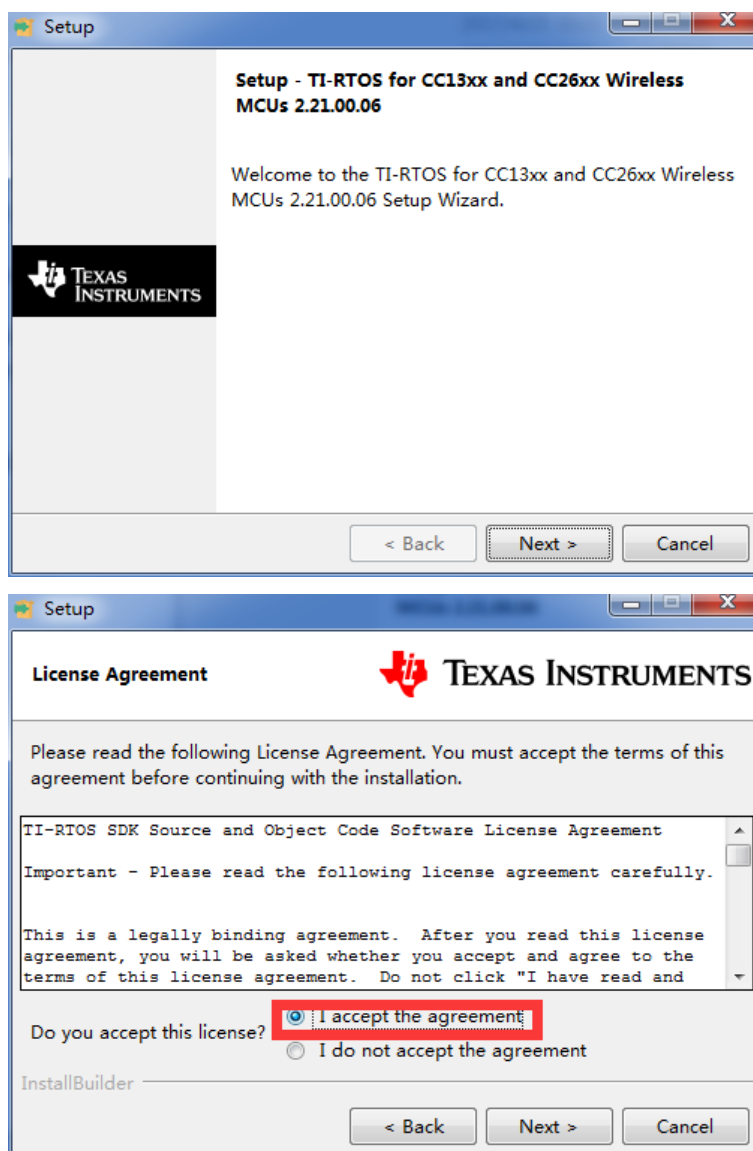 Setup
Setup - TI-RTOS for CC13xx and CC26xx Wireless
MCUs 2.21.00.06
Welcome to the TI-RTOS for CC13xx and CC26xx Wireless
MCUs 2.21.00.06 Setup Wizard.
TEXAS
INSTRUMENTS
< Back
Next >
Cancel
Setup
License Agreement
TEXAS INSTRUMENTS
Please read the following License Agreement. You must accept the terms of this
agreement before continuing with the installation.
TI-RTOS SDK Source and Object Code Software License Agreement
Important - Please read the following license agreement carefully.
This is a legally binding agreement.  After you read this license
agreement, you will be asked whether you accept and agree to the
terms of this license agreement.  Do not click "I have read and
Do you accept this license?
I accept the agreement
I do not accept the agreement
InstallBuilder
< Back
Next >
Cancel